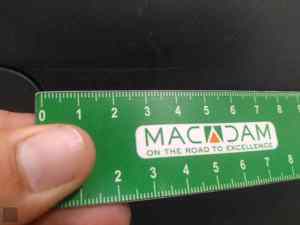 0 1 2 3 4 5 6 7 8
MACADAM
ON THE ROAD TO EXCELLENCE
2 3 4 5 6 7 8